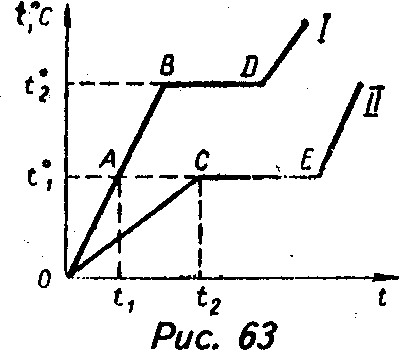 t,°C
I
B D
t₂°
II
A C E
t₁°
0 t₁ t₂ t
Рис. 63